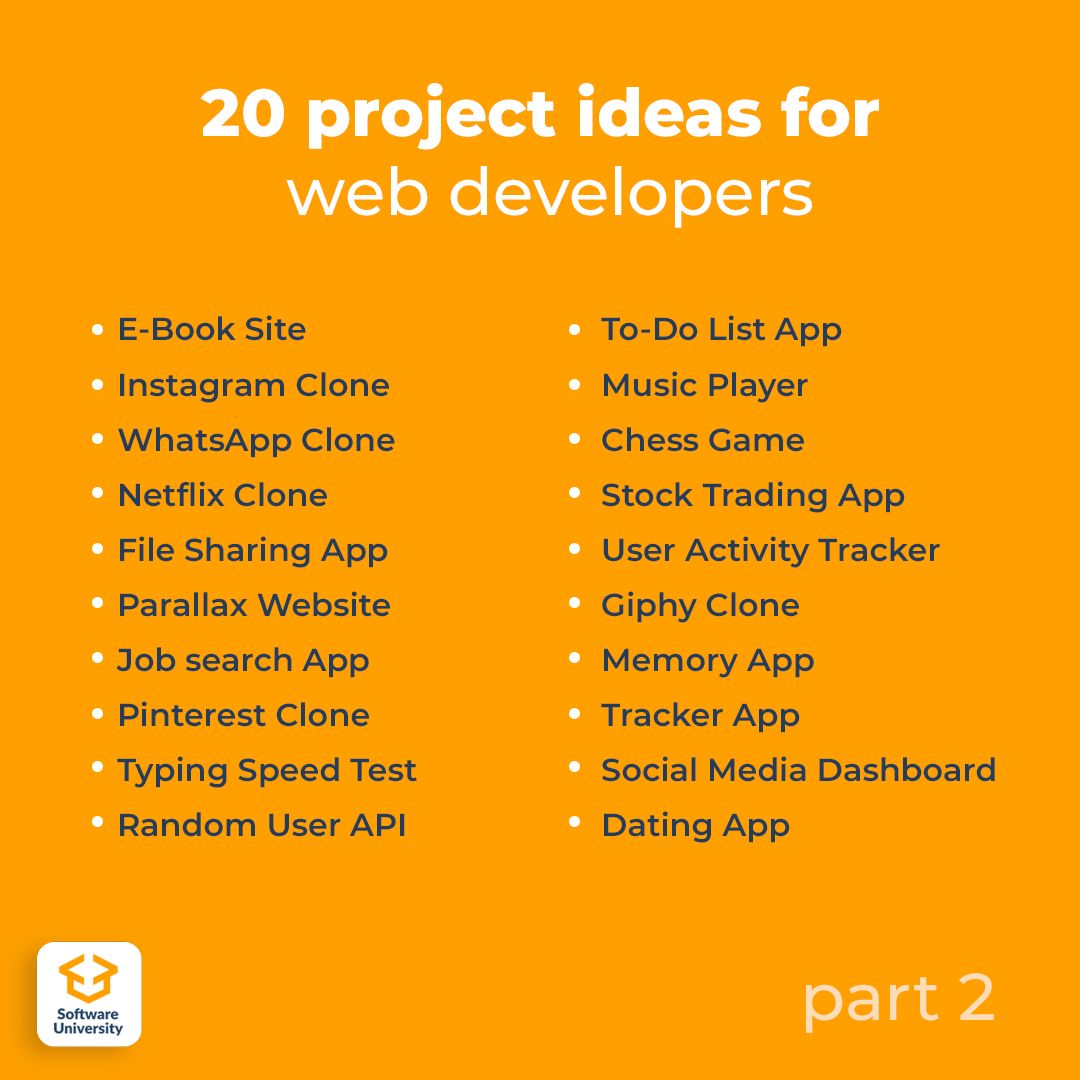 20 project ideas for
web developers
• E-Book Site
• Instagram Clone
• WhatsApp Clone
• Netflix Clone
• File Sharing App
• Parallax Website
• Job search App
• Pinterest Clone
• Typing Speed Test
• Random User API
• To-Do List App
• Music Player
• Chess Game
• Stock Trading App
• User Activity Tracker
• Giphy Clone
• Memory App
• Tracker App
• Social Media Dashboard
• Dating App
Software
University
part 2